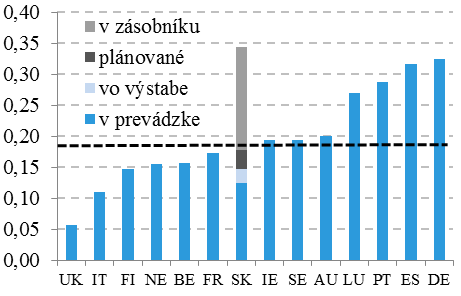 0,40
0,35
0,30
0,25
0,20
0,15
0,10
0,05
0,00
v zásobníku
plánované
vo výstabe
v prevádzke
UK IT FI NE BE FR SK IE SE AU LU PT ES DE